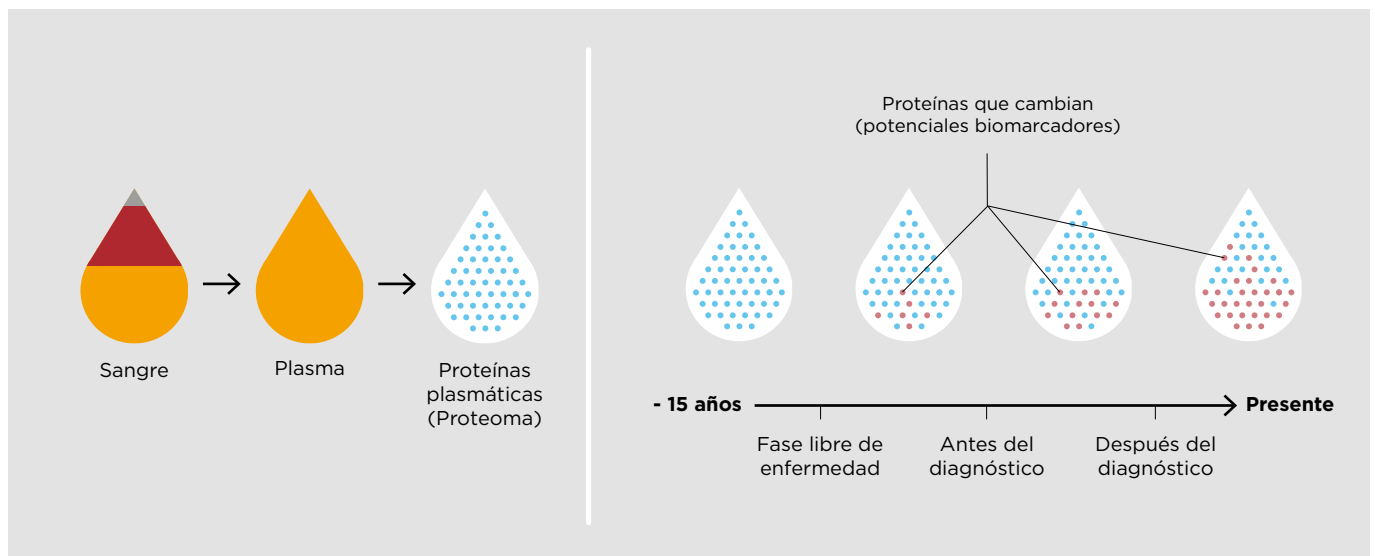 Sangre
Plasma
Proteínas
plasmáticas
(Proteoma)
Proteínas que cambian
(potenciales biomarcadores)
- 15 años
Presente
Fase libre de
enfermedad
Antes del
diagnóstico
Después del
diagnóstico